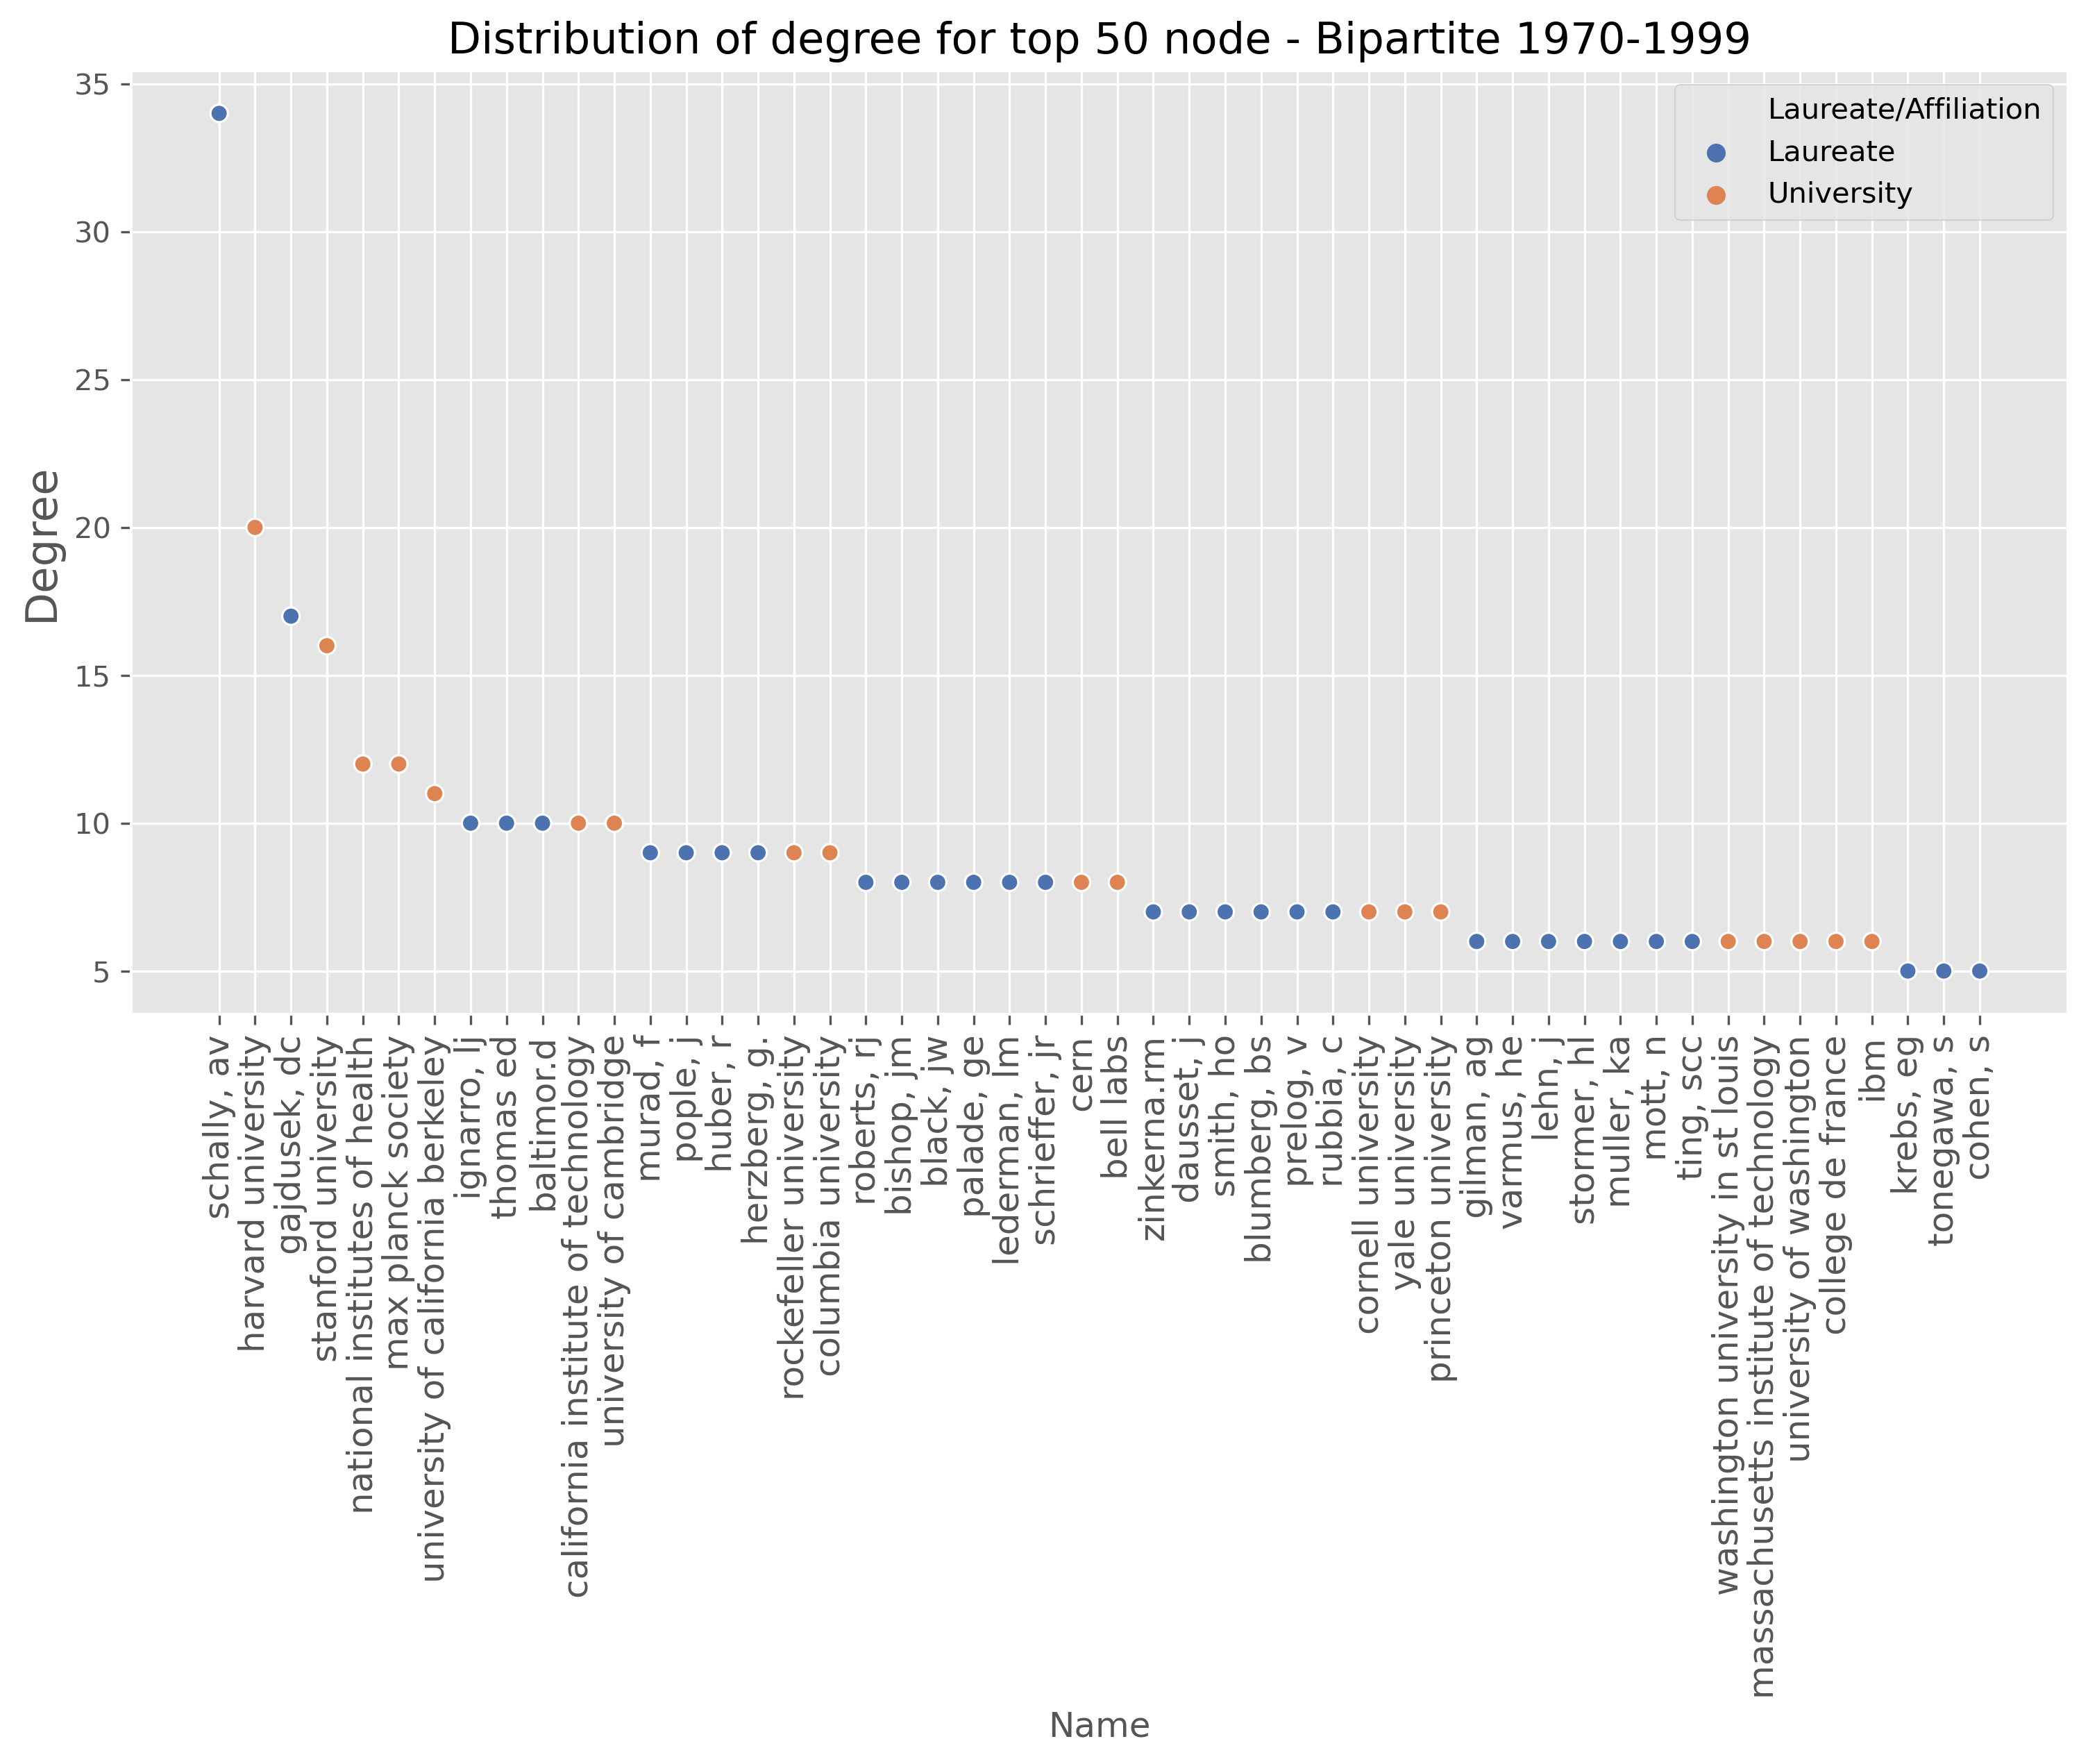 Distribution of degree for top 50 node - Bipartite 1970-1999
Laureate/Affiliation
Laureate
University
Degree
35
30
25
20
15
10
5
schally, av
harvard university
gajdusek, dc
stanford university
national institutes of health
max planck society
university of california berkeley
ignarro, lj
thomas ed
baltimor.d
california institute of technology
university of cambridge
murad, f
pople, j
huber, r
herzberg, g.
rockefeller university
columbia university
roberts, rj
bishop, jm
black, jw
palade, ge
lederman, lm
schrieffer, jr
cern
bell labs
zinkerna.rm
dausset, j
smith, ho
blumberg, bs
prelog, v
rubbia, c
cornell university
yale university
princeton university
gilman, ag
varmus, he
lehn, j
stormer, hl
muller, ka
mott, n
ting, scc
washington university in st louis
massachusetts institute of technology
university of washington
college de france
ibm
krebs, eg
tonegawa, s
cohen, s
Name